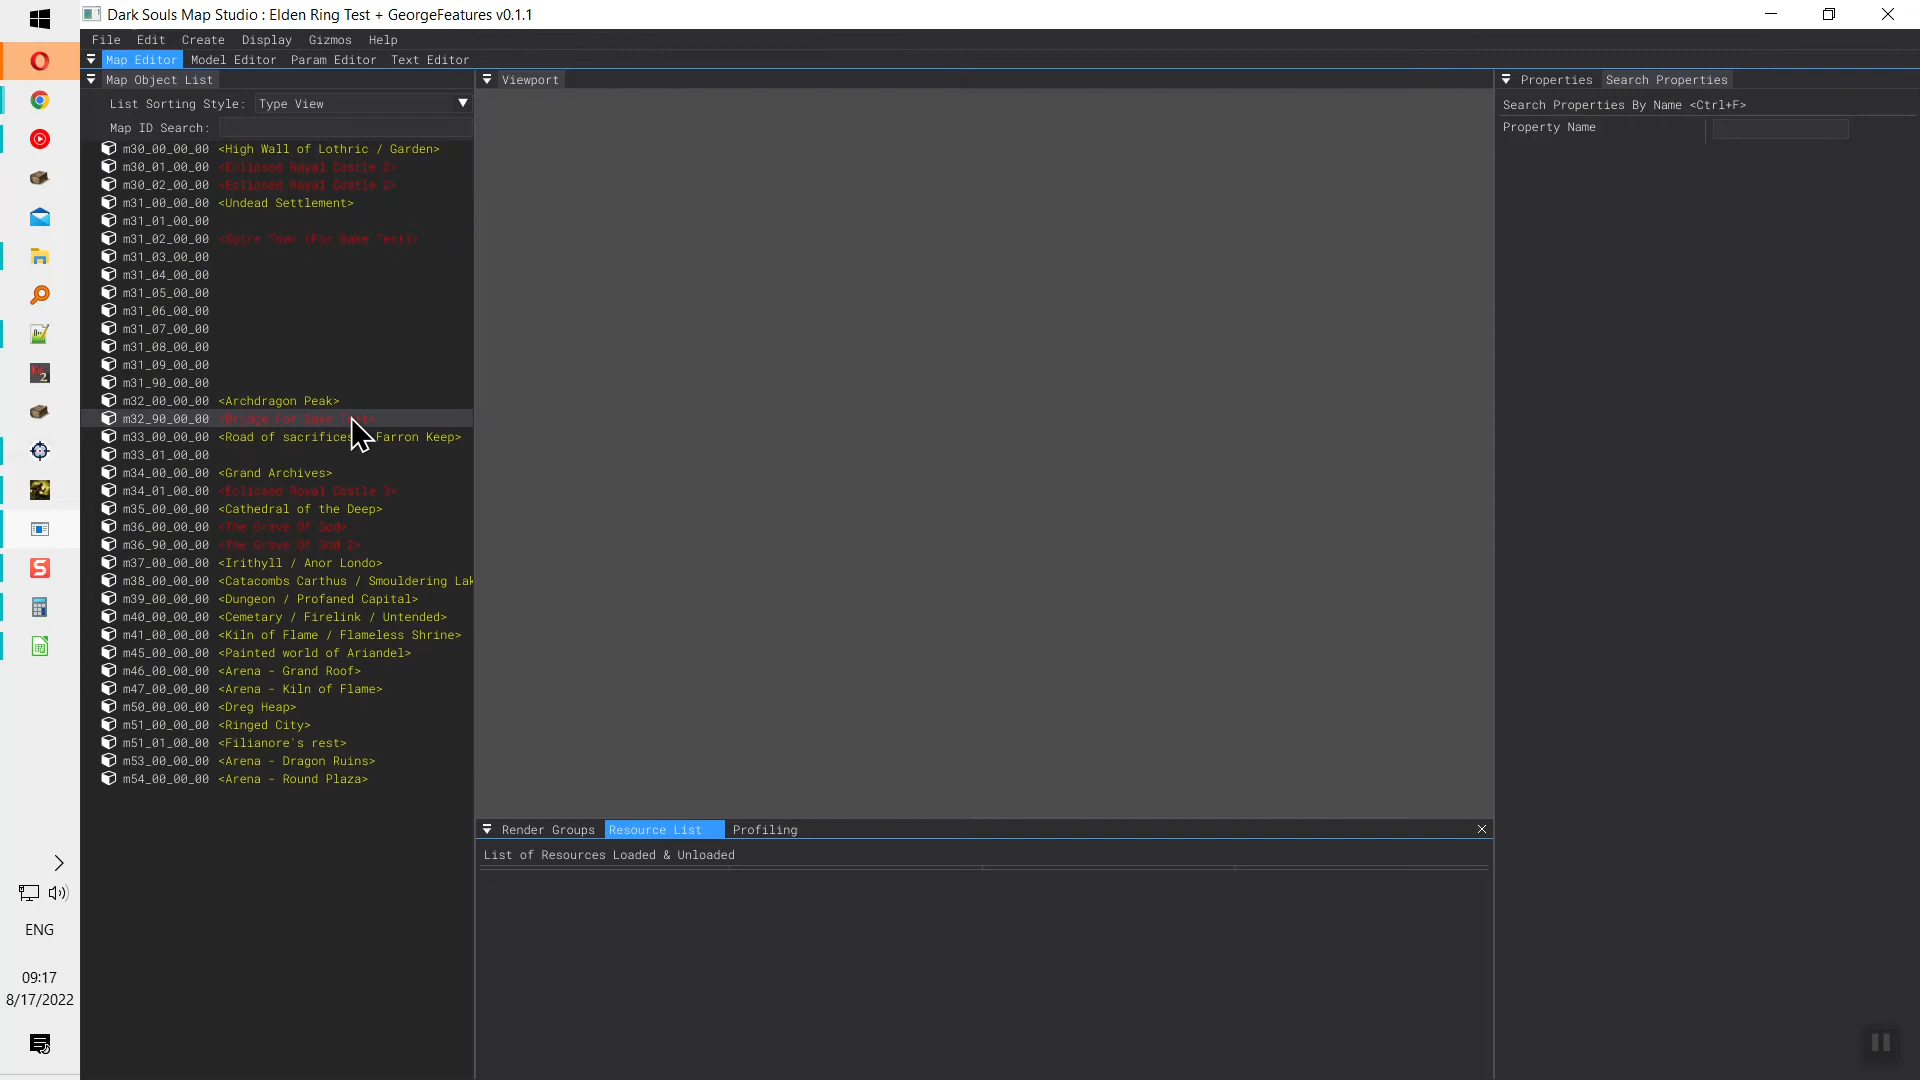 Dark Souls Map Studio : Elden Ring Test + GeorgeFeatures v0.1.1
File Edit Create Display Gizmos Help
Map Editor Model Editor Param Editor Text Editor
Map Object List
List Sorting Style: Type View
Map ID Search:
m30_00_00_00 <High Wall of Lothric / Garden>
m30_01_00_00 <Eclipsed Royal Castle 2>
m30_02_00_00 <Eclipsed Royal Castle 2>
m31_00_00_00 <Undead Settlement>
m31_01_00_00
m31_02_00_00 <Spire Town (For Bake Test)>
m31_03_00_00
m31_04_00_00
m31_05_00_00
m31_06_00_00
m31_07_00_00
m31_08_00_00
m31_09_00_00
m31_90_00_00
m32_00_00_00 <Archdragon Peak>
m32_90_00_00 <Bridge For Bake
m33_00_00_00 <Road of sacrifices Farron Keep>
m33_01_00_00
m34_00_00_00 <Grand Archives>
m34_01_00_00 <Eclipsed Royal Castle 3>
m35_00_00_00 <Cathedral of the Deep>
m36_00_00_00 <The Grave Of God>
m36_90_00_00 <The Grave Of God 2>
m37_00_00_00 <Irithyll / Anor Londo>
m38_00_00_00 <Catacombs Carthus / Smouldering Lak
m39_00_00_00 <Dungeon / Profaned Capital>
m40_00_00_00 <Cemetary / Firelink / Untended>
m41_00_00_00 <Kiln of Flame / Flameless Shrine>
m45_00_00_00 <Painted world of Ariandel>
m46_00_00_00 <Arena - Grand Roof>
m47_00_00_00 <Arena - Kiln of Flame>
m50_00_00_00 <Dreg Heap>
m51_00_00_00 <Ringed City>
m51_01_00_00 <Filianore's rest>
m53_00_00_00 <Arena - Dragon Ruins>
m54_00_00_00 <Arena - Round Plaza>
Viewport
Render Groups Resource List Profiling
List of Resources Loaded & Unloaded
Properties Search Properties
Search Properties By Name <Ctrl+F>
Property Name
ENG
09:17
8/17/2022